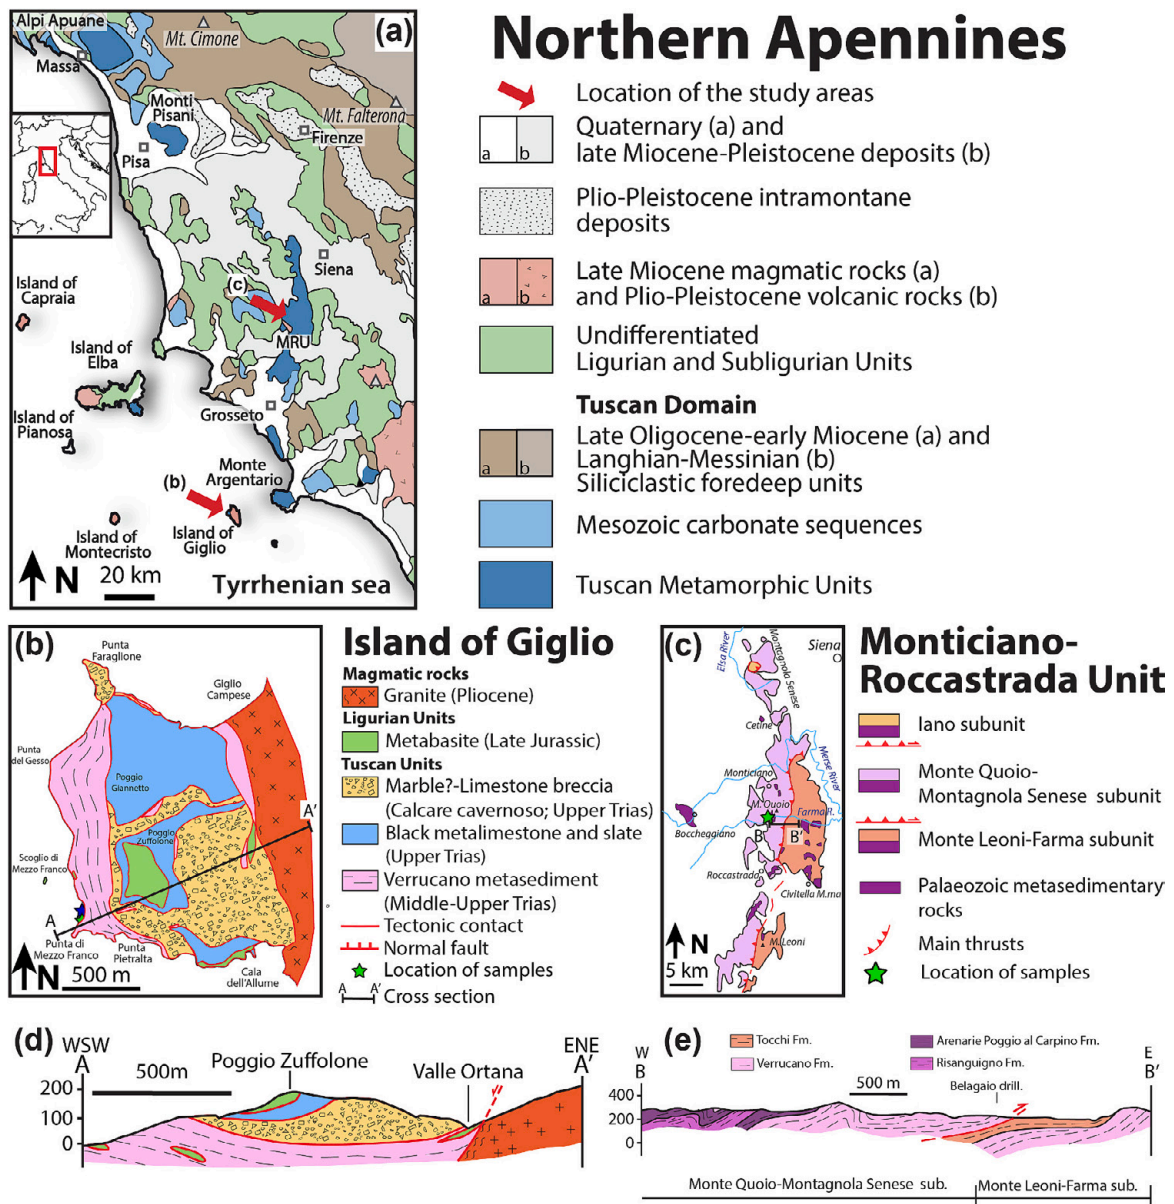 Alpi Apuane
Mt. Cimone
(a)
Massa
Monti
Pisani
Mt. Falterona
Firenze
Pisa
Siena
Island of
Capraia
(c)
MRU
Island of
Elba
Grosseto
Island of
Pianosa
Monte
Argentario
(b)
Island of
Montecristo
Island of
Giglio
N
20 km
Tyrrhenian sea
Northern Apennines
Location of the study areas
a b
Quaternary (a) and
late Miocene-Pleistocene deposits (b)
Plio-Pleistocene intramontane
deposits
a b
Late Miocene magmatic rocks (a)
and Plio-Pleistocene volcanic rocks (b)
Undifferentiated
Ligurian and Subligurian Units
Tuscan Domain
a b
Late Oligocene-early Miocene (a) and
Langhian-Messinian (b)
Siliciclastic foredeep units
Mesozoic carbonate sequences
Tuscan Metamorphic Units
(b)
Punta
Faraglione
Giglio
Campese
Punta
del Gesso
Poggio
Giannetto
A'
Poggio
Zuffolone
Scoglio di
Mezzo Franco
A
Punta di
Mezzo Franco
Punta
Pietralta
Cala
dell'Allume
N
500 m
Island of Giglio
Magmatic rocks
Granite (Pliocene)
Ligurian Units
Metabasite (Late Jurassic)
Tuscan Units
Marble?-Limestone breccia
(Calcare cavernoso; Upper Trias)
Black metalimestone and slate
(Upper Trias)
Verrucano metasediment
(Middle-Upper Trias)
Tectonic contact
Normal fault
Location of samples
A A'
Cross section
(c)
Siena
Elsa River
Montagnola Senese
Cetine
Merse River
Monticiano
M. Quoio
Farma R.
Boccheggiano
B B'
Roccastrada
Civitella M.ma
M. Leoni
N
5 km
Monticiano-
Roccastrada Unit
Iano subunit
Monte Quoio-
Montagnola Senese subunit
Monte Leoni-Farma subunit
Palaeozoic metasedimentary
rocks
Main thrusts
Location of samples
(d)
WSW
A
500m
Poggio Zuffolone
Valle Ortana
ENE
A'
200
100
0
(e)
Tocchi Fm.
Verrucano Fm.
Arenarie Poggio al Carpino Fm.
Risanguigno Fm.
W
B
500 m
Belagaio drill.
E
B'
400
200
0
Monte Quoio-Montagnola Senese sub.
Monte Leoni-Farma sub.